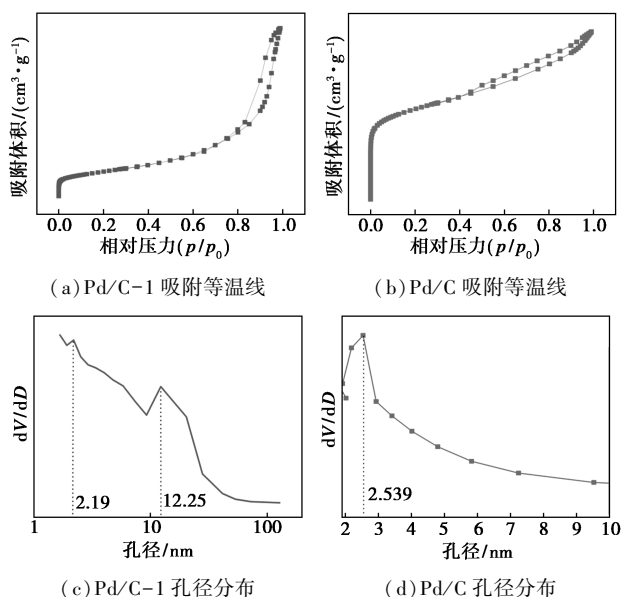 吸附体积/(cm³·g⁻¹)
0.0 0.2 0.4 0.6 0.8 1.0
相对压力(p/p₀)
(a)Pd/C-1 吸附等温线
吸附体积/(cm³·g⁻¹)
0.0 0.2 0.4 0.6 0.8 1.0
相对压力(p/p₀)
(b)Pd/C 吸附等温线
dV/dD
2.19
12.25
1 10 100
孔径/nm
(c)Pd/C-1 孔径分布
dV/dD
2.539
2 3 4 5 6 7 8 9 10
孔径/nm
(d)Pd/C 孔径分布